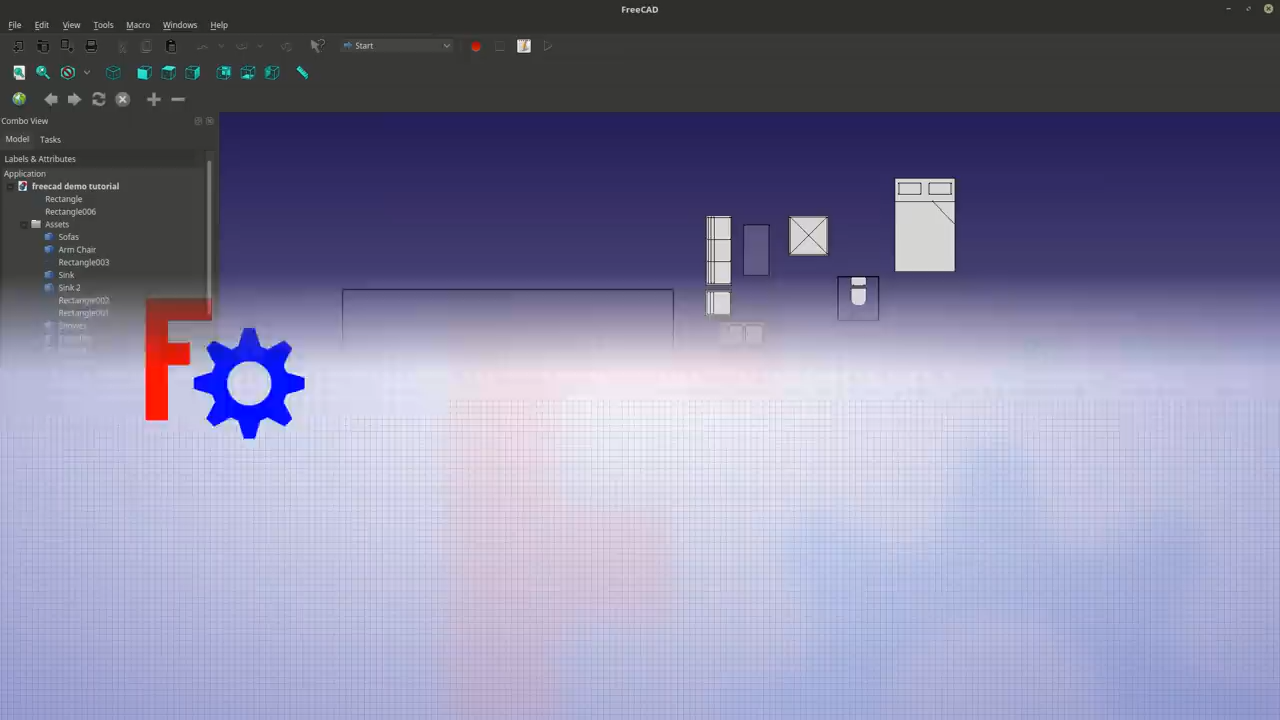 FreeCAD
File Edit View Tools Macro Windows Help
Start
Combo View
Model Tasks
Labels & Attributes
Application
freecad demo tutorial
Rectangle
Rectangle006
Assets
Sofas
Arm Chair
Rectangle003
Sink
Sink 2
Rectangle002
Rectangle001
F